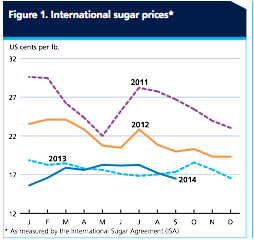 Figure 1. International sugar prices*
US cents per lb.
32
27
22
17
12
2011
2012
2013
2014
J F M A M J J A S O N D
* As measured by the International Sugar Agreement (ISA)